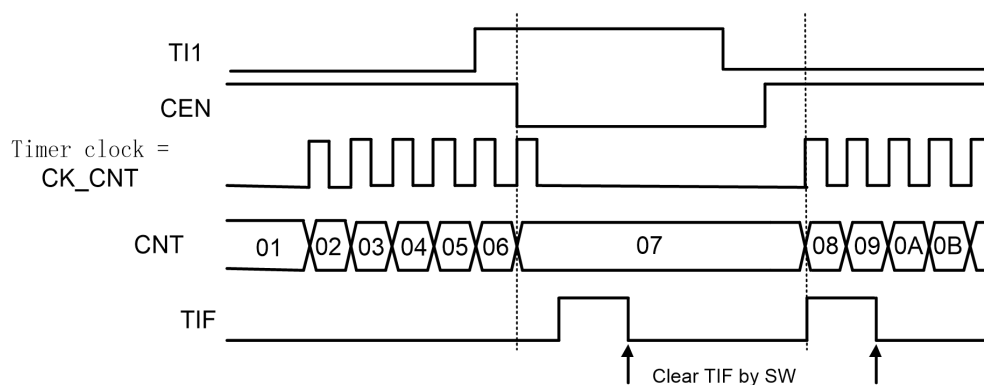 TI1
CEN
Timer clock =
CK_CNT
CNT
01 02 03 04 05 06 07 08 09 0A 0B
TIF
Clear TIF by SW